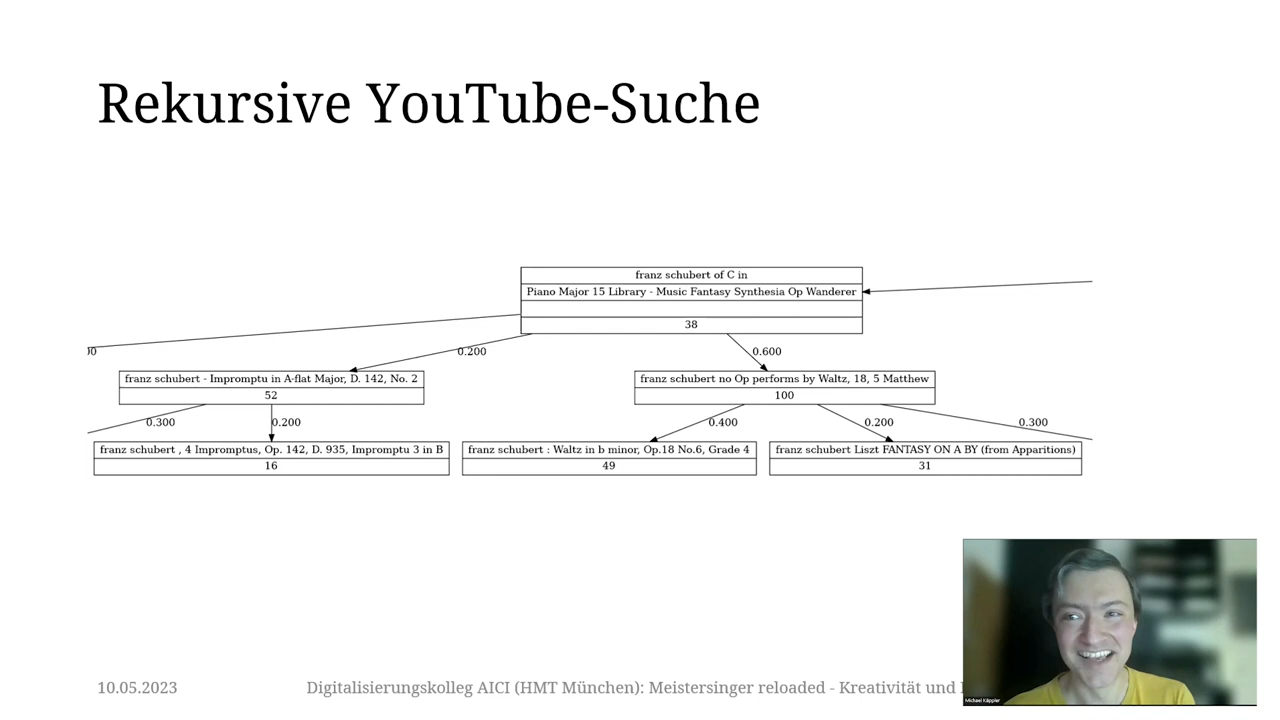 Rekursive YouTube-Suche
franz schubert of C in
Piano Major 15 Library - Music Fantasy Synthesia Op Wanderer
38
0.200
0.600
franz schubert - Impromptu in A-flat Major, D. 142, No. 2
52
franz schubert no Op performs by Waltz, 18, 5 Matthew
100
0.300
0.200
0.400
0.200
0.300
franz schubert , 4 Impromptus, Op. 142, D. 935, Impromptu 3 in B
16
franz schubert : Waltz in b minor, Op.18 No.6, Grade 4
49
franz schubert Liszt FANTASY ON A BY (from Apparitions)
31
10.05.2023
Digitalisierungskolleg AICI (HMT München): Meistersinger reloaded - Kreativität und
Michael Käppler